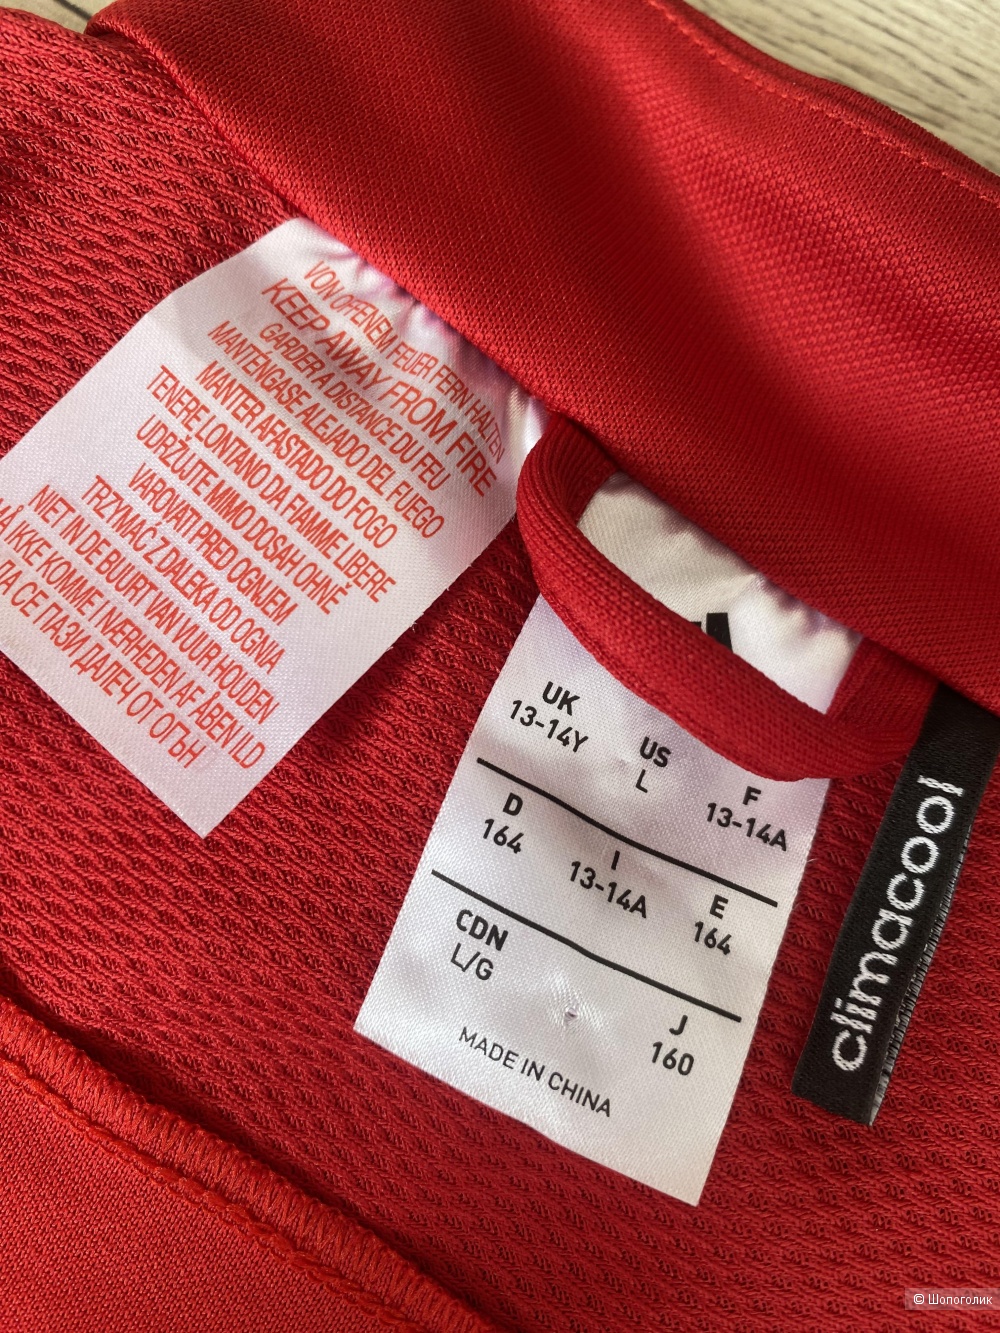 VON OFFENEM FEUER FERN HALTEN
KEEP AWAY FROM FIRE
GARDER A DISTANCE DU FEU
MANTÉNGASE ALEJADO DEL FUEGO
MANTER AFASTADO DO FOGO
TENERE LONTANO DA FIAMME LIBERE
UDRŽUJTE MIMO DOSAH OHNĚ
VAROVATI PRED OGNJEM
TRZYMAĆ Z DALEKA OD OGNIA
NIET IN DE BUURT VAN VUUR HOUDEN
MÅ IKKE KOMME I NÆRHEDEN AF ÅBEN ILD
ДА СЕ ПАЗИ ДАЛЕЧ ОТ ОГЪН
UK
13-14Y
US
L
F
13-14A
D
164
I
13-14A
E
164
CDN
L/G
J
160
MADE IN CHINA
climacool
© Шопоголик